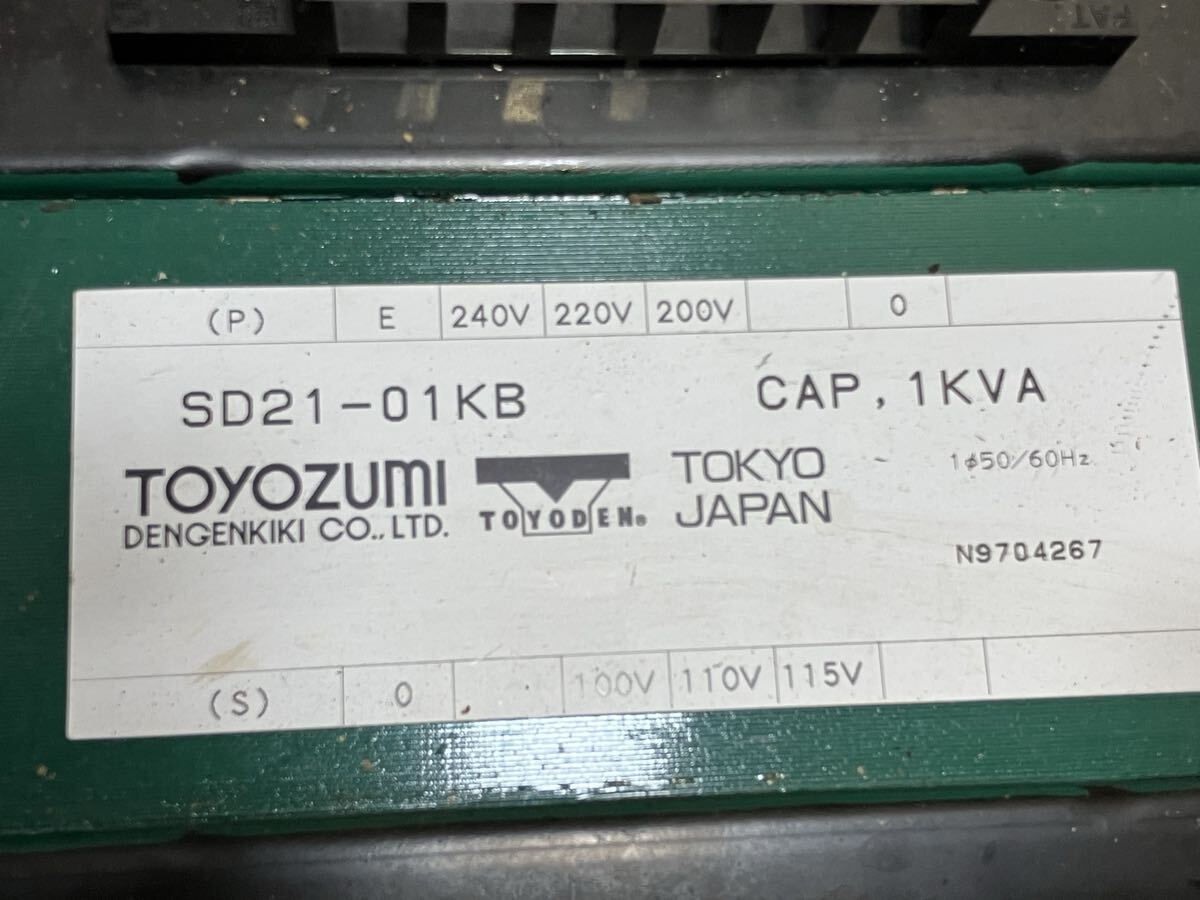 FAT.
(P) E 240V 220V 200V 0
SD21-01KB CAP, 1KVA
TOYOZUMI
DENGENKIKI CO., LTD.
TOYODEN®
TOKYO
JAPAN
1ϕ50/60Hz
N9704267
(S) 0 100V 110V 115V